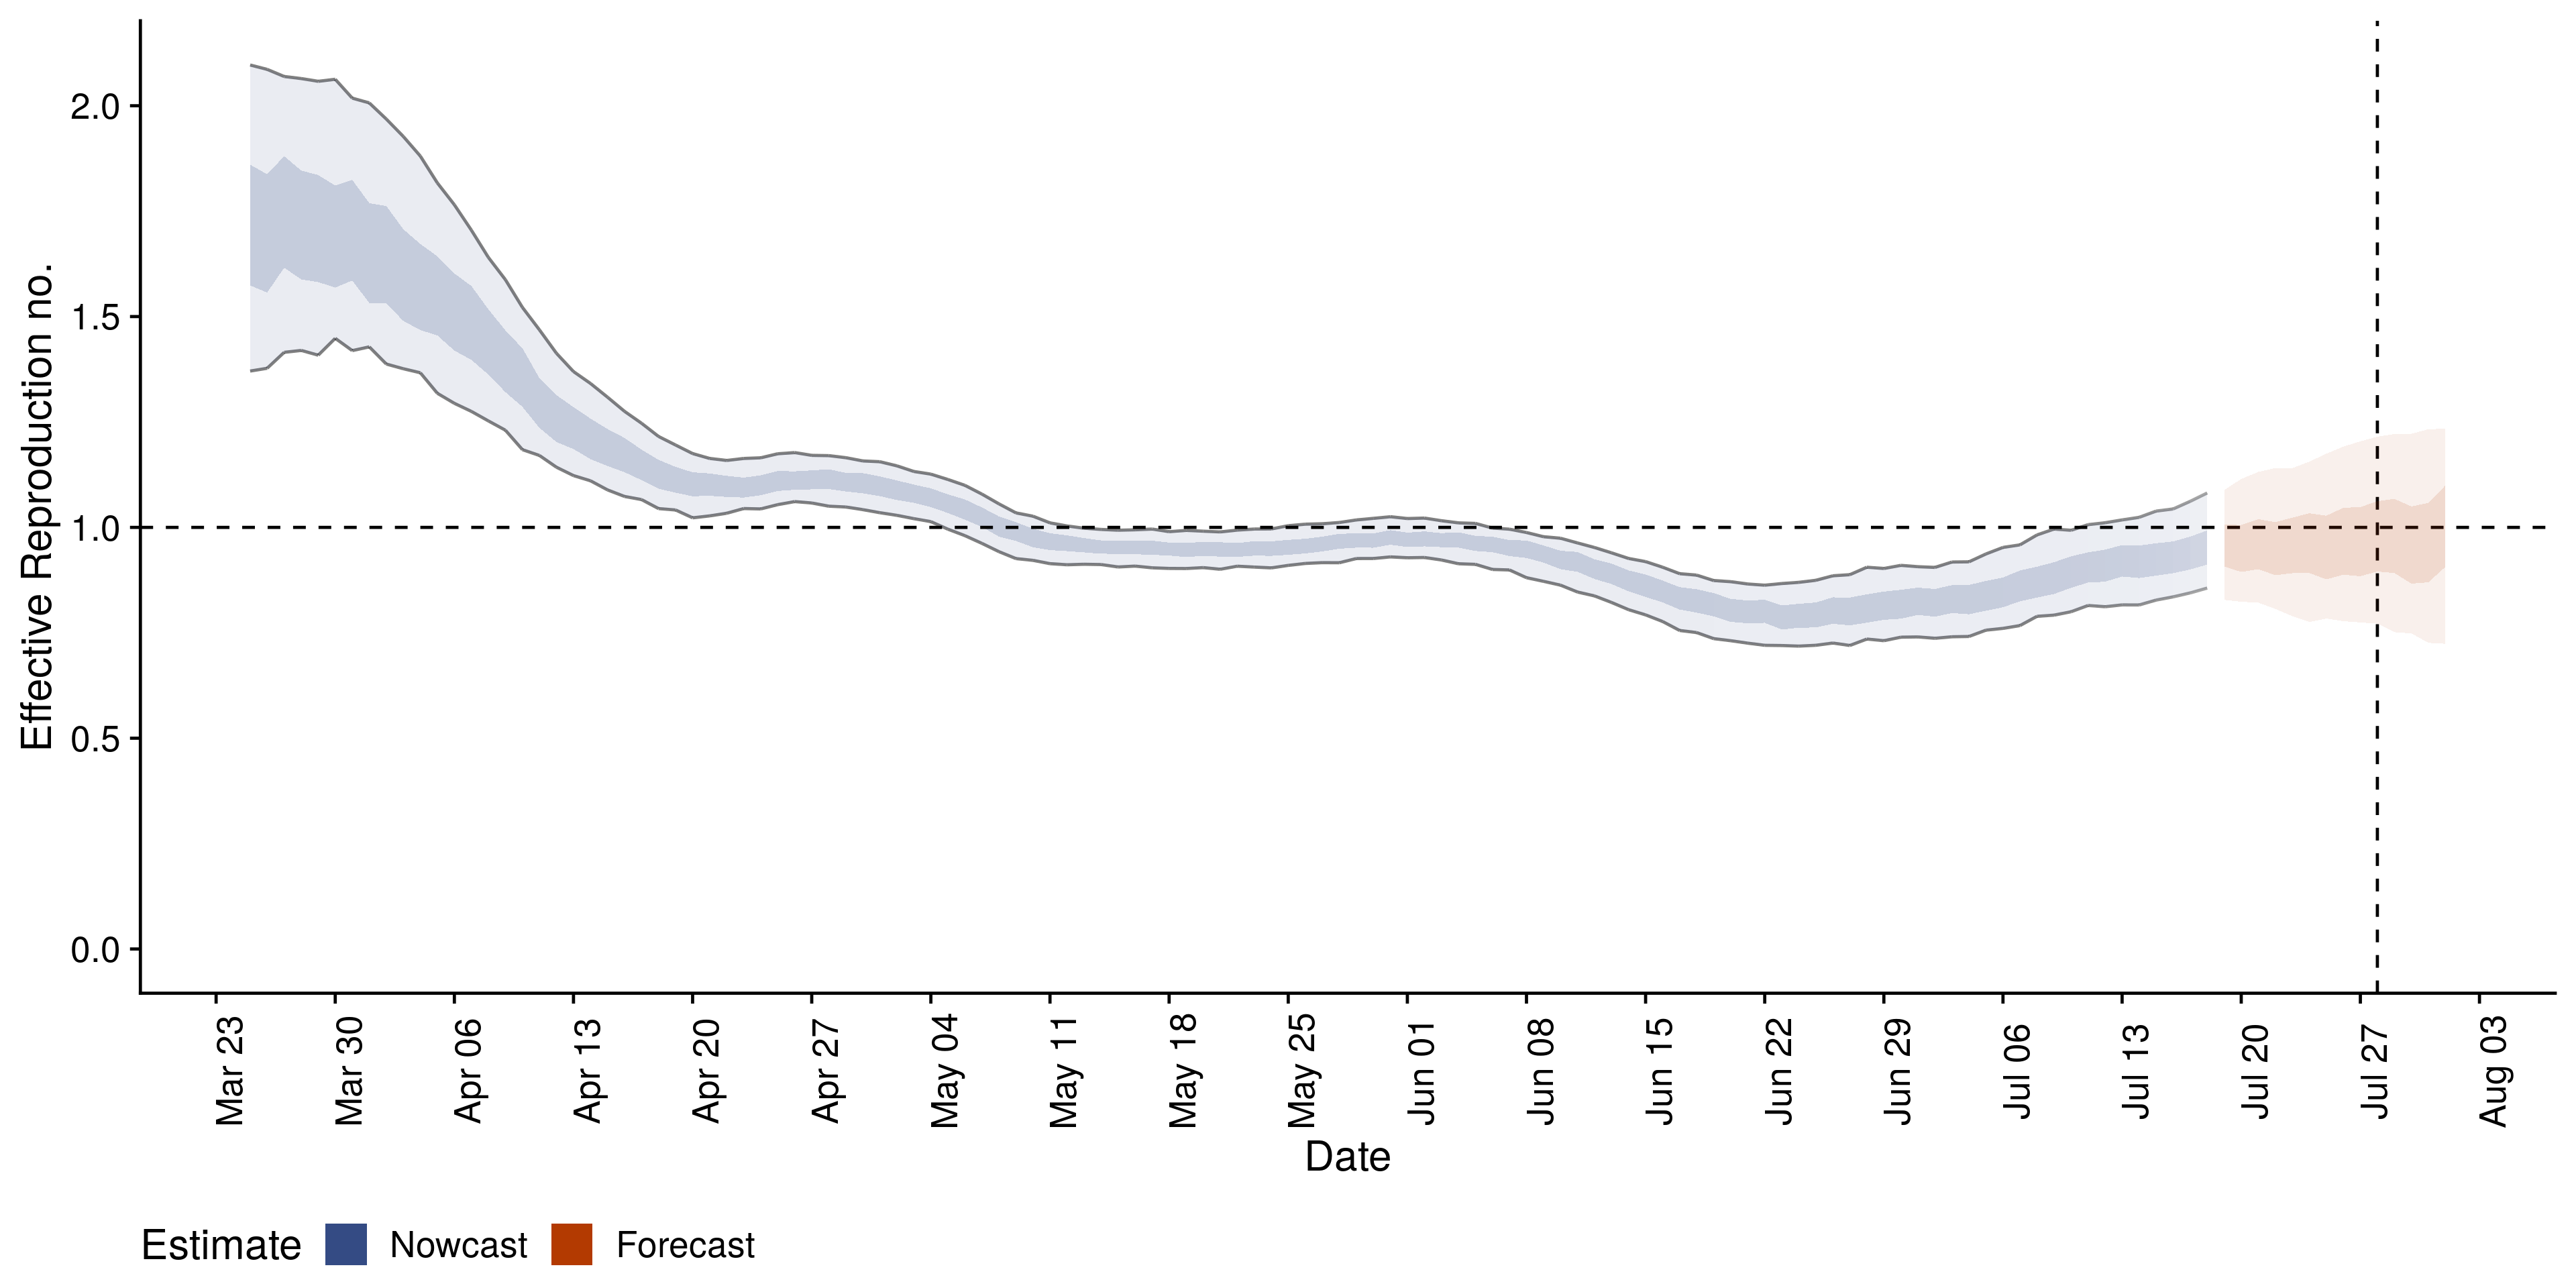 Effective Reproduction no.
2.0
1.5
1.0
0.5
0.0
Mar 23
Mar 30
Apr 06
Apr 13
Apr 20
Apr 27
May 04
May 11
May 18
May 25
Jun 01
Jun 08
Jun 15
Jun 22
Jun 29
Jul 06
Jul 13
Jul 20
Jul 27
Aug 03
Date
Estimate Nowcast Forecast